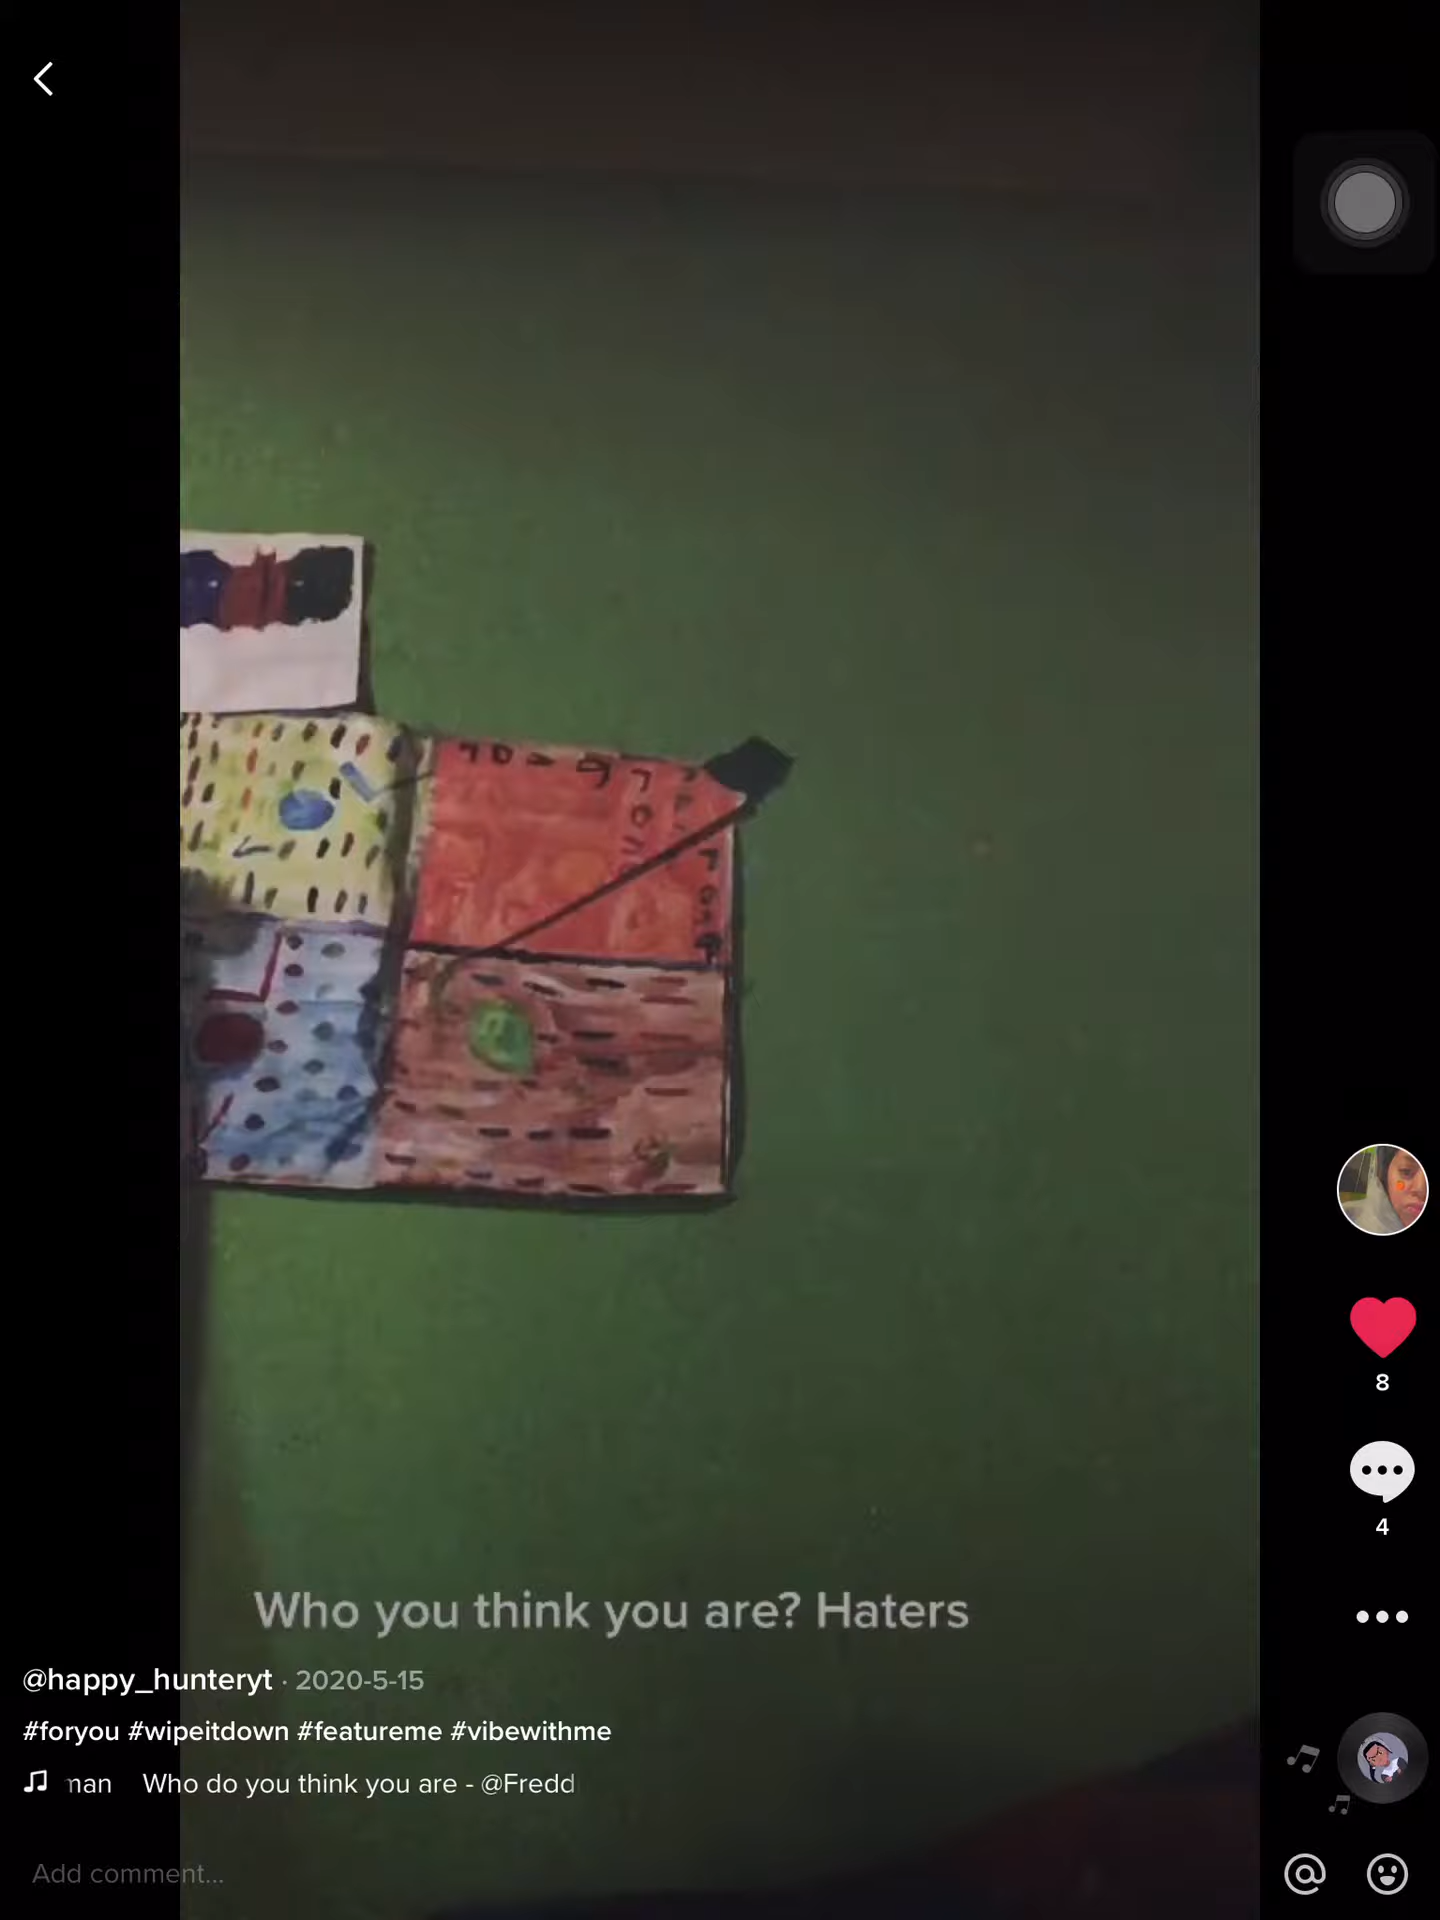 Who you think you are? Haters
@happy_hunteryt · 2020-5-15
#foryou #wipeitdown #featureme #vibewithme
man Who do you think you are - @Fredd
Add comment...
8
4